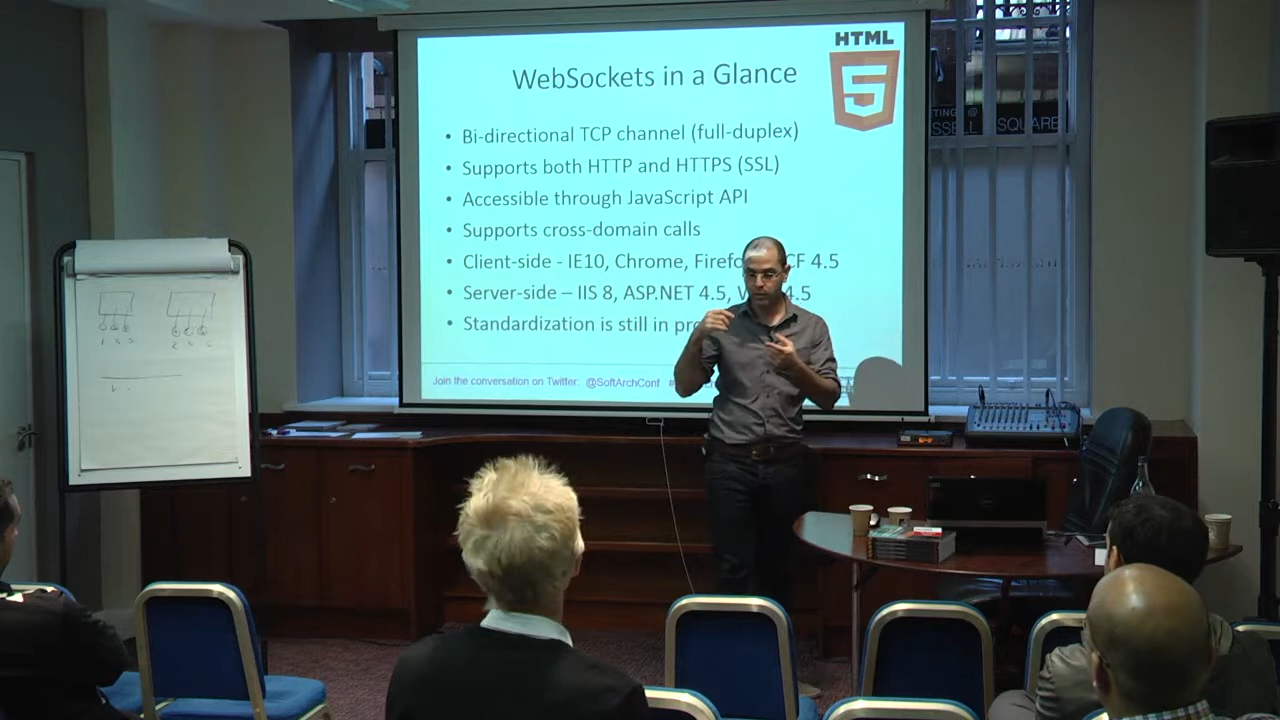 HTML
5
WebSockets in a Glance
• Bi-directional TCP channel (full-duplex)
• Supports both HTTP and HTTPS (SSL)
• Accessible through JavaScript API
• Supports cross-domain calls
• Client-side - IE10, Chrome, CF 4.5
• Server-side – IIS 8, ASP.NET 4.5, 4.5
• Standardization is still in
Join the conversation on Twitter: @SoftArchConf
SQUARE